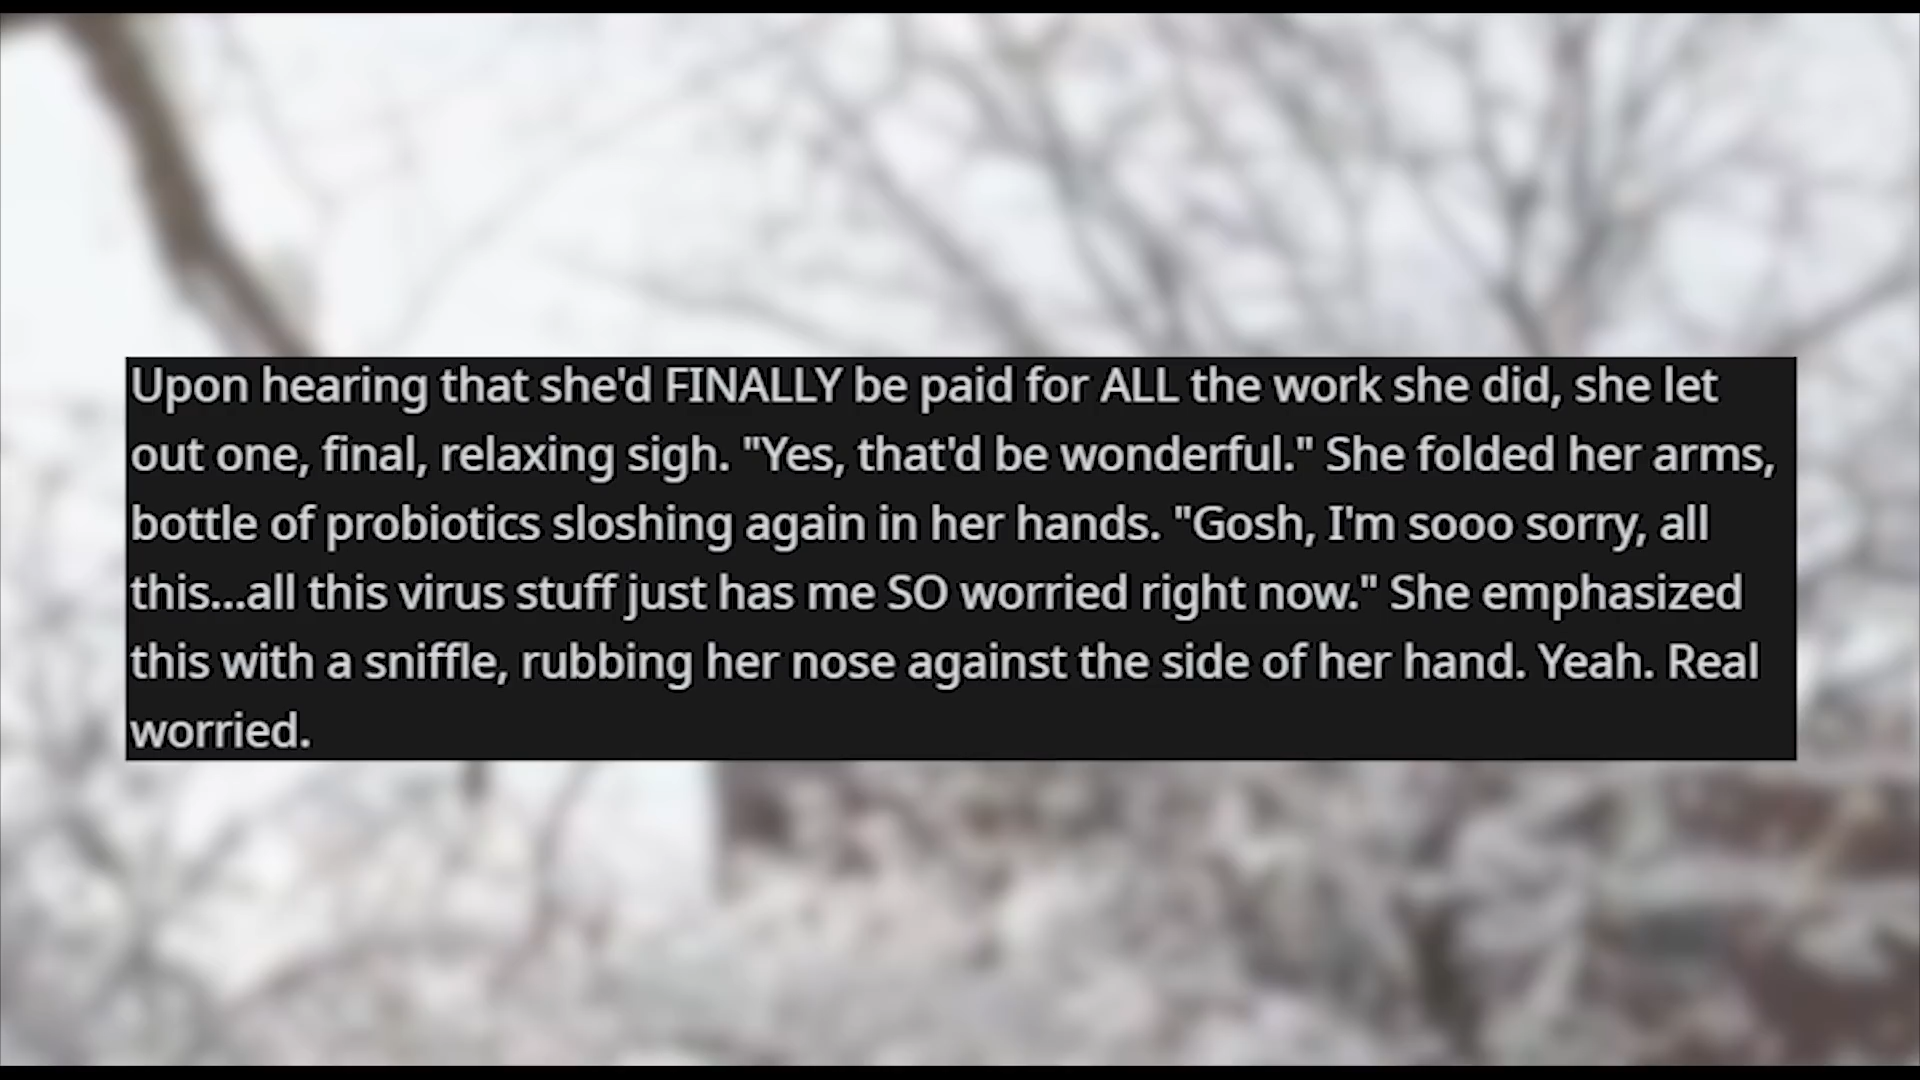 Upon hearing that she'd FINALLY be paid for ALL the work she did, she let
out one, final, relaxing sigh. "Yes, that'd be wonderful." She folded her arms,
bottle of probiotics sloshing again in her hands. "Gosh, I'm sooo sorry, all
this...all this virus stuff just has me SO worried right now." She emphasized
this with a sniffle, rubbing her nose against the side of her hand. Yeah. Real
worried.